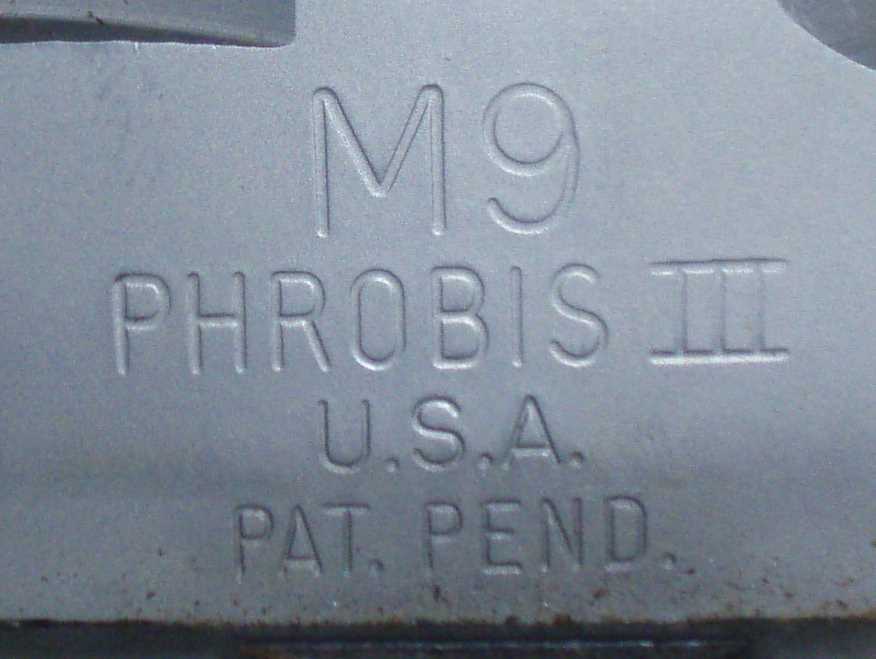 M9
PHROBIS III
U.S.A.
PAT. PEND.